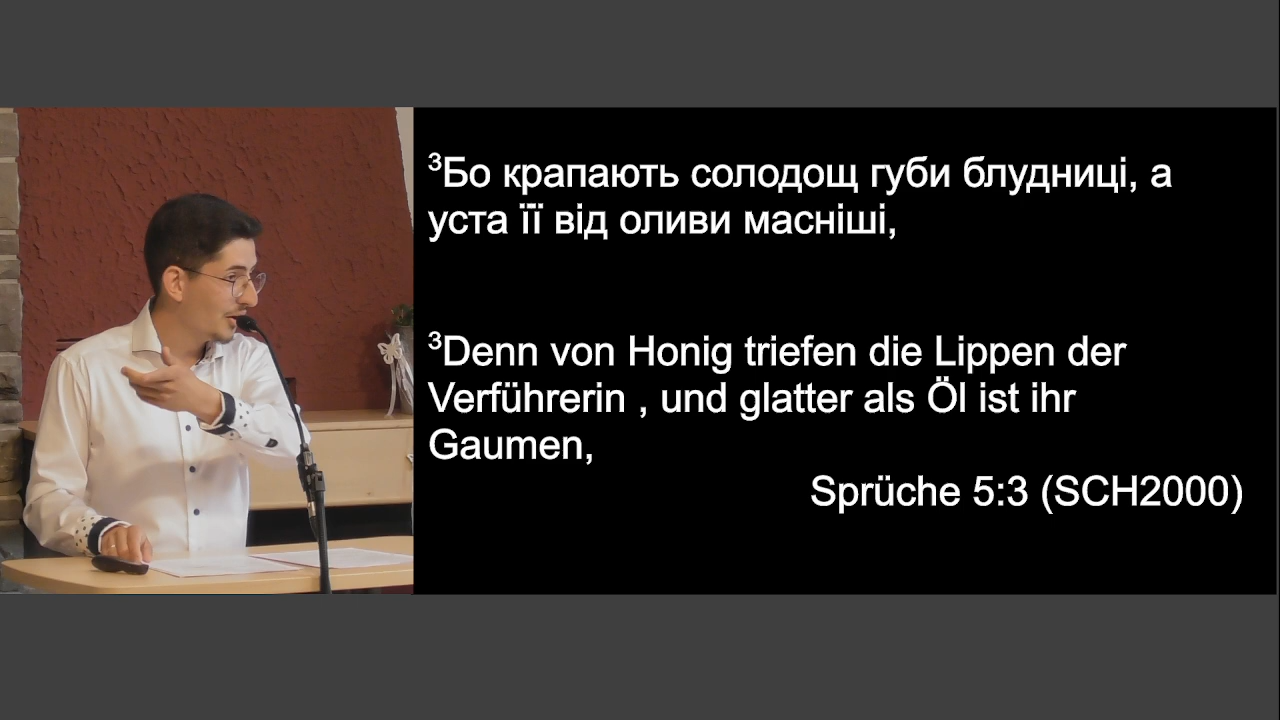 ³Бо крапають солодощ губи блудниці, а
уста її від оливи масніші,
³Denn von Honig triefen die Lippen der
Verführerin , und glatter als Öl ist ihr
Gaumen,
Sprüche 5:3 (SCH2000)